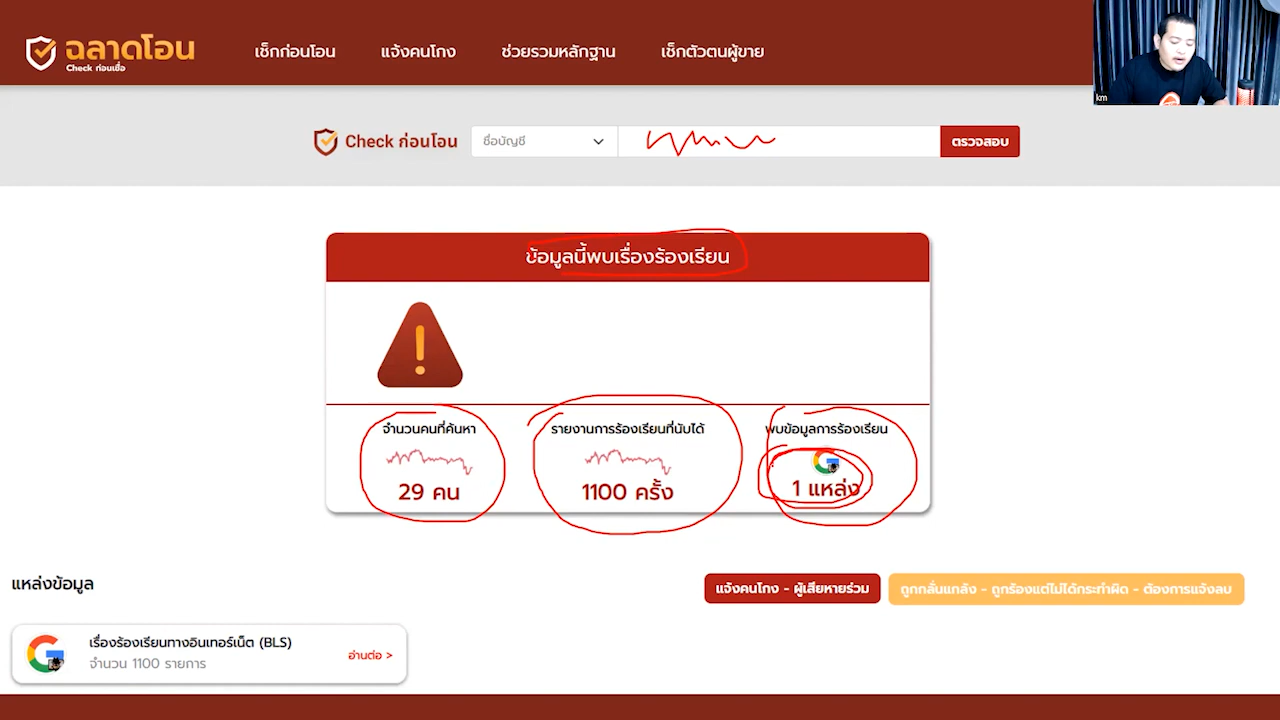 ฉลาดโอน
Check ก่อนเชื่อ
เช็กก่อนโอน แจ้งคนโกง ช่วยรวมหลักฐาน เช็กตัวตนผู้ขาย
km
Check ก่อนโอน ชื่อบัญชี ตรวจสอบ
ข้อมูลนี้พบเรื่องร้องเรียน
จำนวนคนที่ค้นหา รายงานการร้องเรียนที่นับได้ พบข้อมูลการร้องเรียน
29 คน 1100 ครั้ง 1 แหล่ง
แหล่งข้อมูล
แจ้งคนโกง - ผู้เสียหายร่วม ถูกกลั่นแกล้ง - ถูกร้องแต่ไม่ได้กระทำผิด - ต้องการแจ้งลบ
เรื่องร้องเรียนทางอินเทอร์เน็ต (BLS)
จำนวน 1100 รายการ อ่านต่อ >